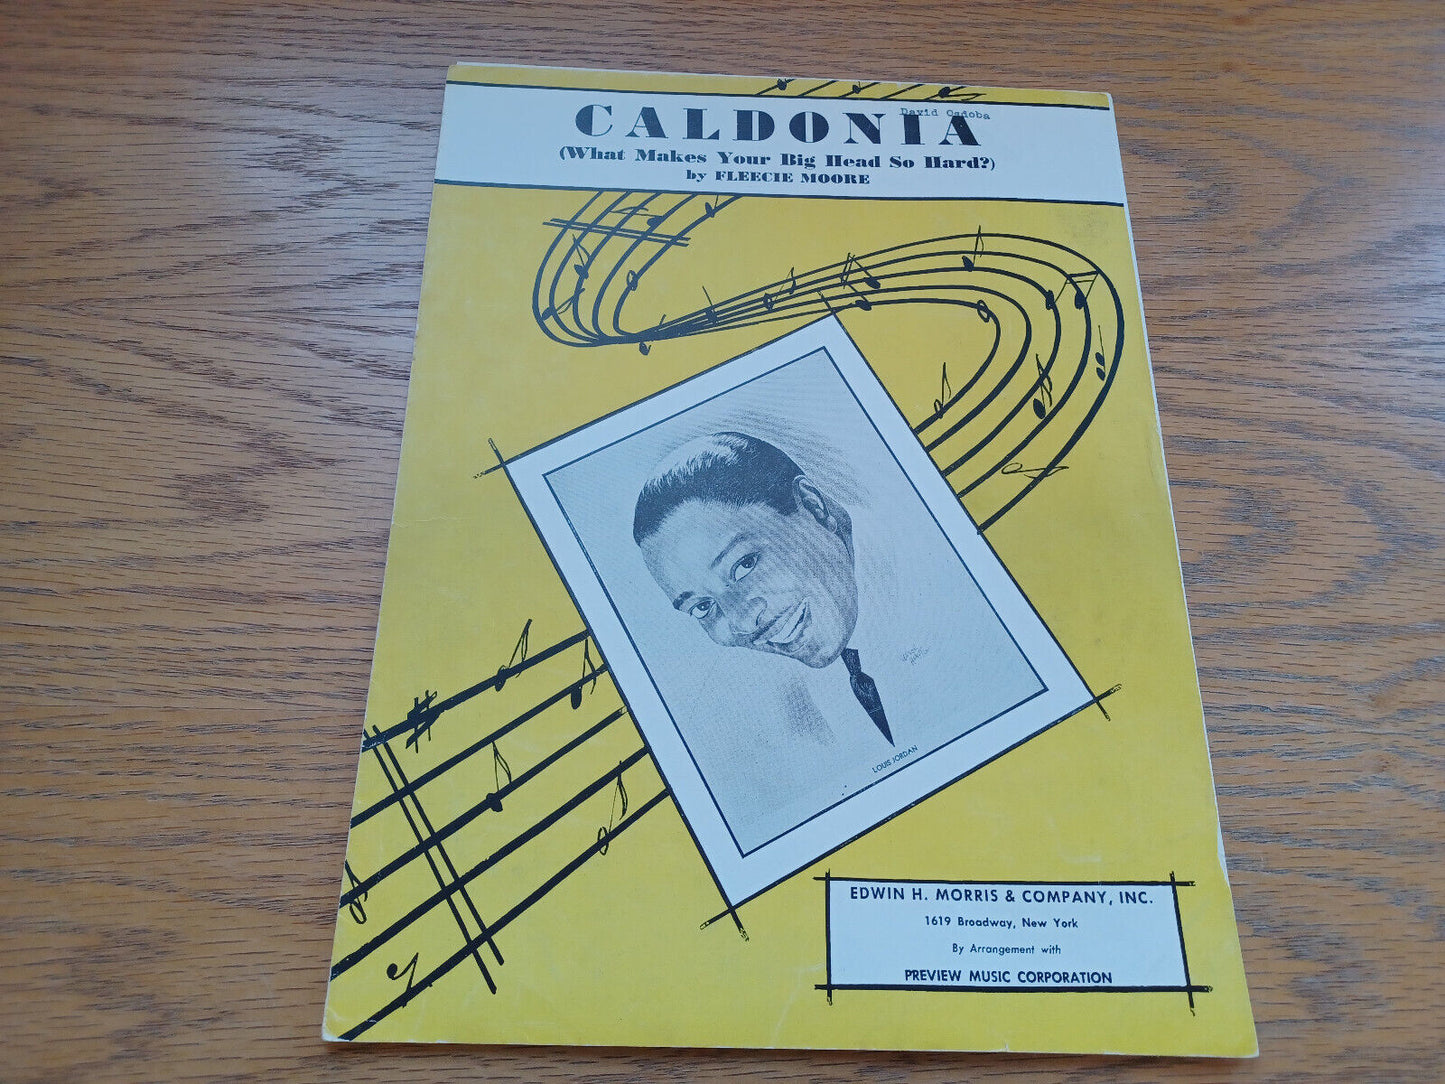 David Ozdoba
CALDONIA
(What Makes Your Big Head So Hard?)
by FLEECIE MOORE
LOUIS JORDAN
EDWIN H. MORRIS & COMPANY, INC.
1619 Broadway, New York
By Arrangement with
PREVIEW MUSIC CORPORATION